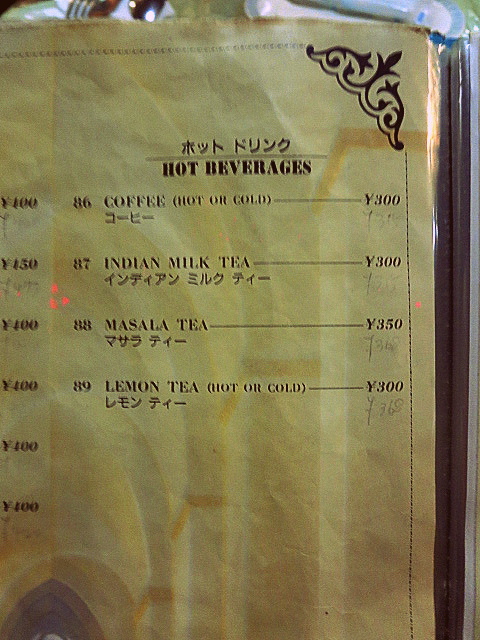 ホット ドリンク
HOT BEVERAGES
¥400
¥450
¥400
¥400
¥400
¥400
86 COFFEE (HOT OR COLD) ¥300
コーヒー
87 INDIAN MILK TEA ¥300
インディアン ミルク ティー
88 MASALA TEA ¥350
マサラ ティー
89 LEMON TEA (HOT OR COLD) ¥300
レモン ティー